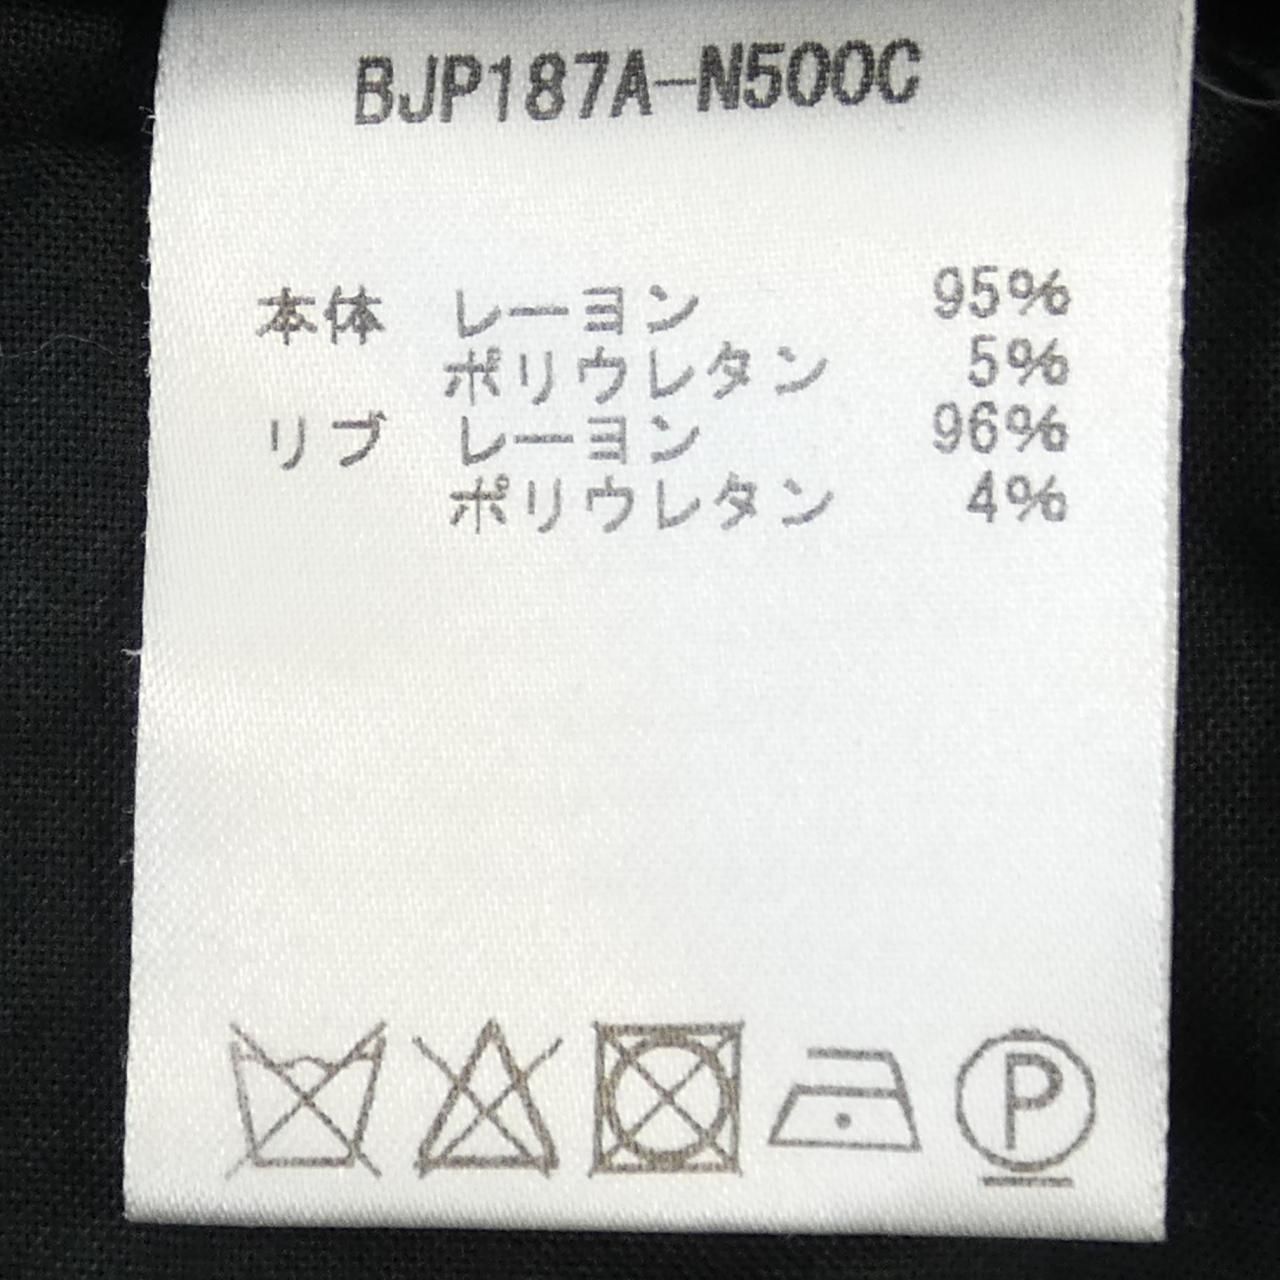 BJP187A-N500C
本体 レーヨン 95%
ポリウレタン 5%
リブ レーヨン 96%
ポリウレタン 4%
P